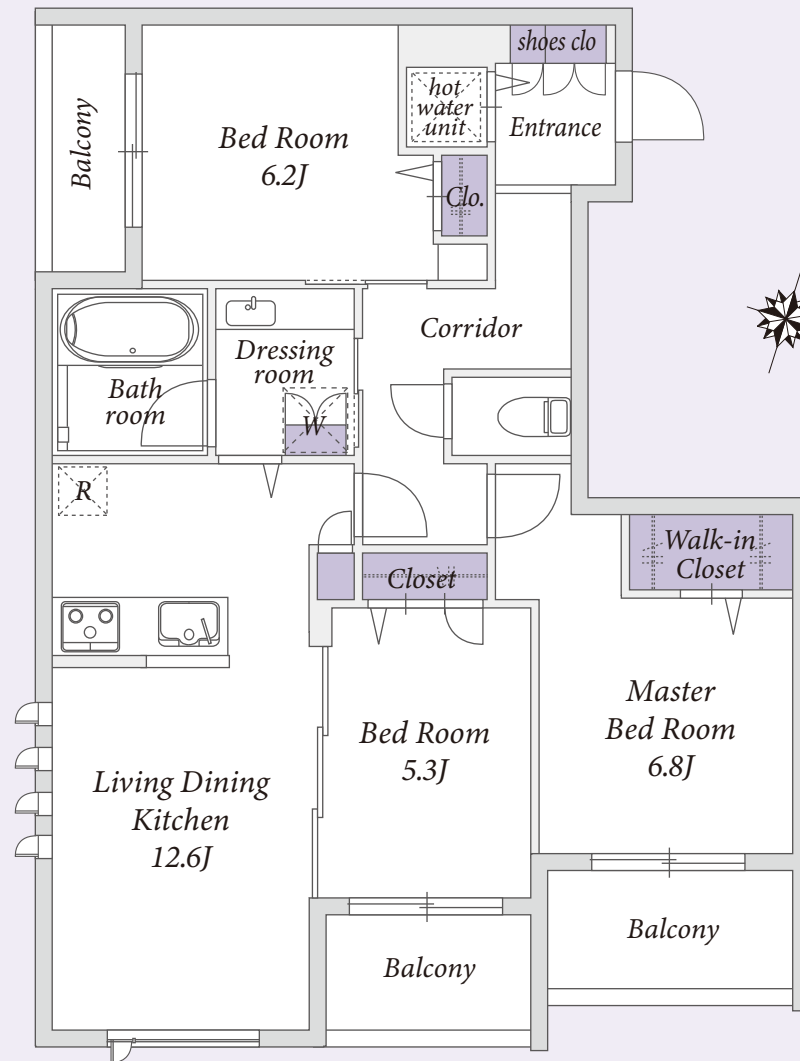 shoes clo
hot
water
unit
Entrance
Balcony
Bed Room
6.2J
Clo.
Corridor
Dressing
room
Bath
room
W
R
Closet
Walk-in
Closet
Master
Bed Room
6.8J
Bed Room
5.3J
Living Dining
Kitchen
12.6J
Balcony
Balcony